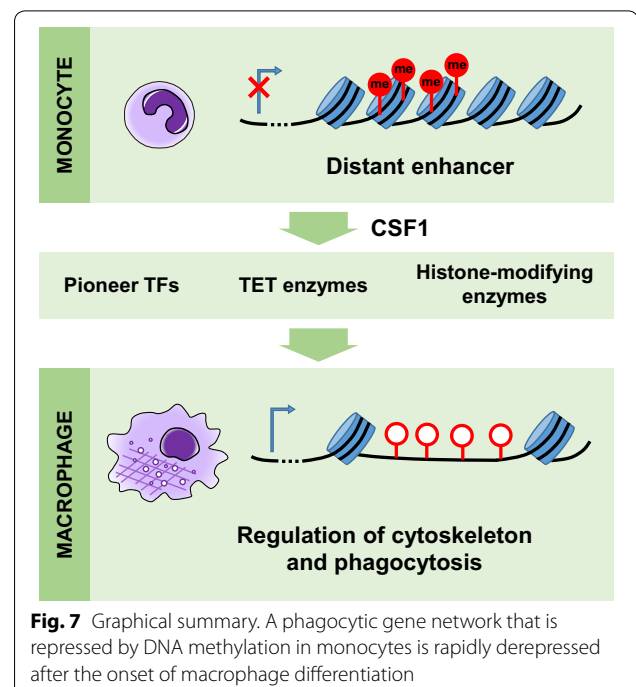 MONOCYTE
me
me
me
me
Distant enhancer
CSF1
Pioneer TFs
TET enzymes
Histone-modifying
enzymes
MACROPHAGE
Regulation of cytoskeleton
and phagocytosis
Fig. 7 Graphical summary. A phagocytic gene network that is
repressed by DNA methylation in monocytes is rapidly derepressed
after the onset of macrophage differentiation